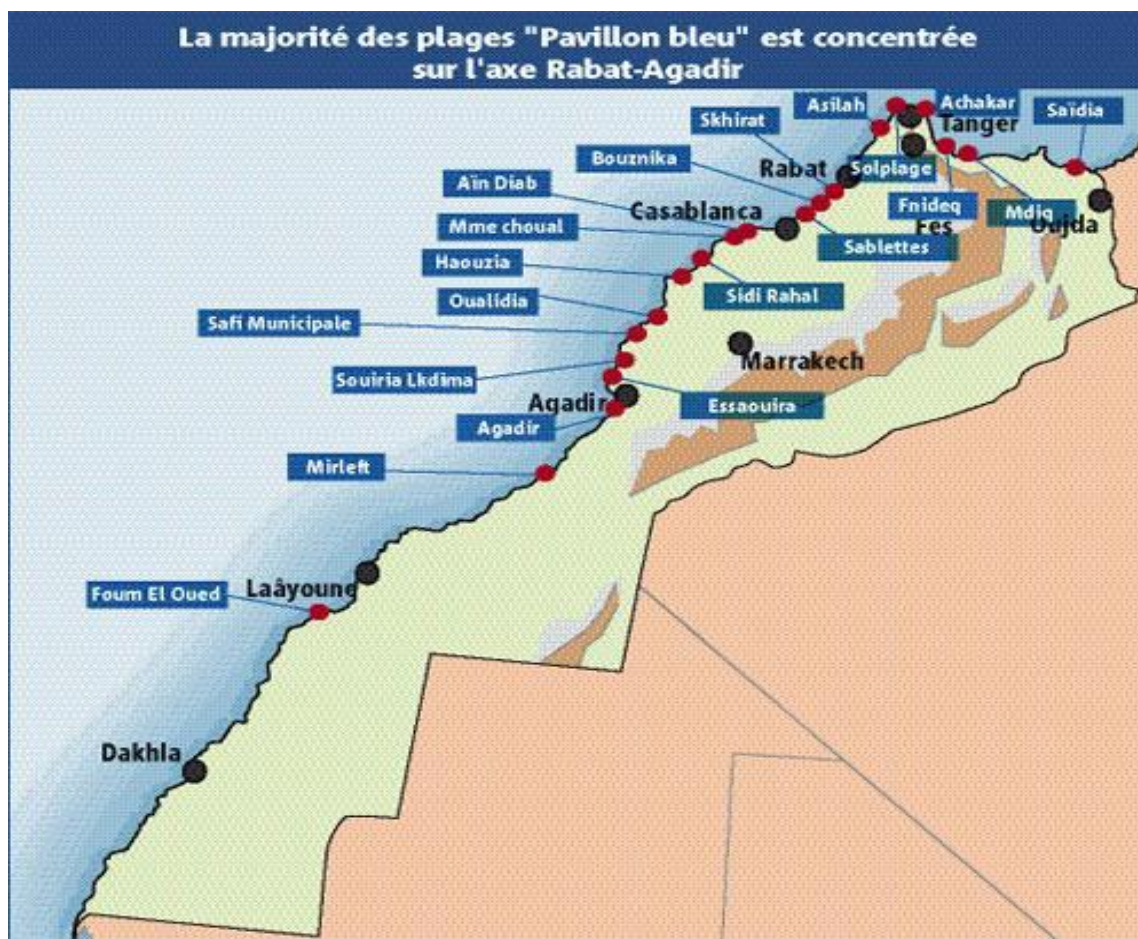 La majorité des plages "Pavillon bleu" est concentrée
sur l'axe Rabat-Agadir
Asilah
Achakar
Saïdia
Skhirat
Tanger
Bouznika
Rabat
Solplage
Aïn Diab
Casablanca
Fnideq
Mdiq
Mme choual
Fès
Oujda
Sablettes
Haouzia
Sidi Rahal
Oualidia
Safi Municipale
Marrakech
Souiria Lkdima
Agadir
Essaouira
Agadir
Mirleft
Laâyoune
Foum El Oued
Dakhla